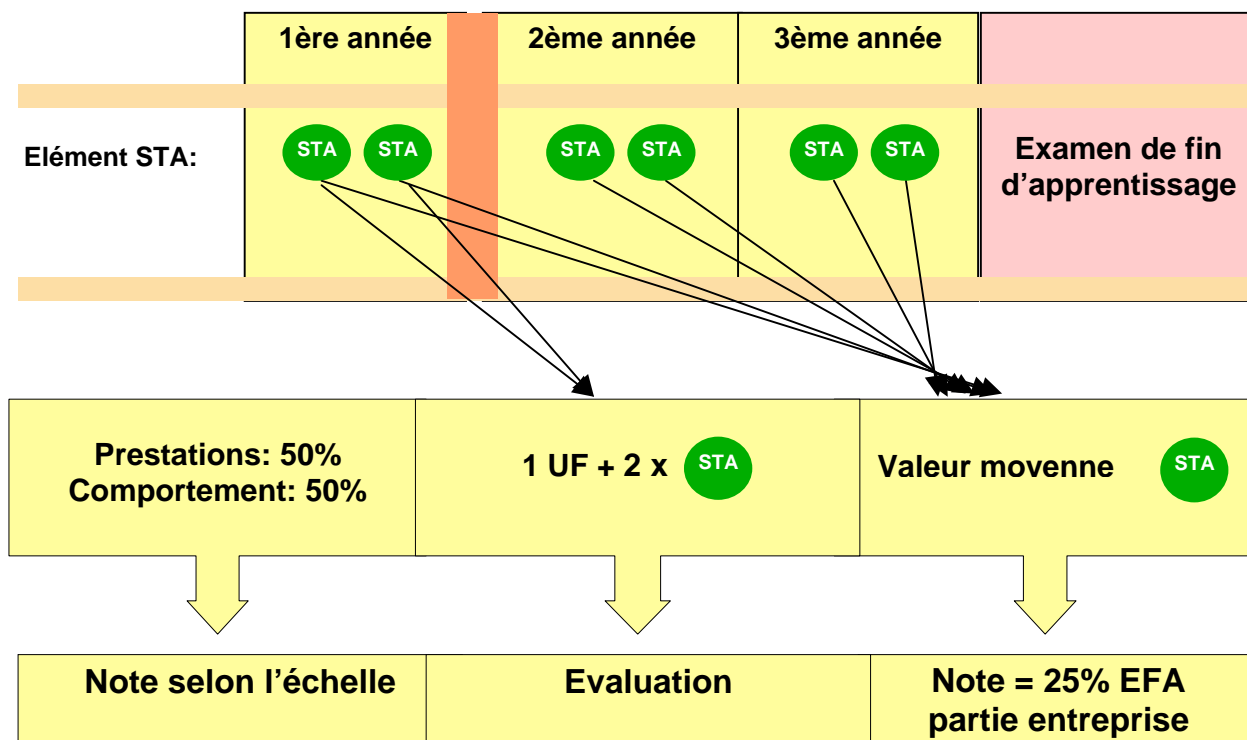 1ère année
2ème année
3ème année
Elément STA:
STA
STA
STA
STA
STA
STA
Examen de fin
d’apprentissage
Prestations: 50%
Comportement: 50%
1 UF + 2 x
STA
Valeur movenne
STA
Note selon l’échelle
Evaluation
Note = 25% EFA
partie entreprise